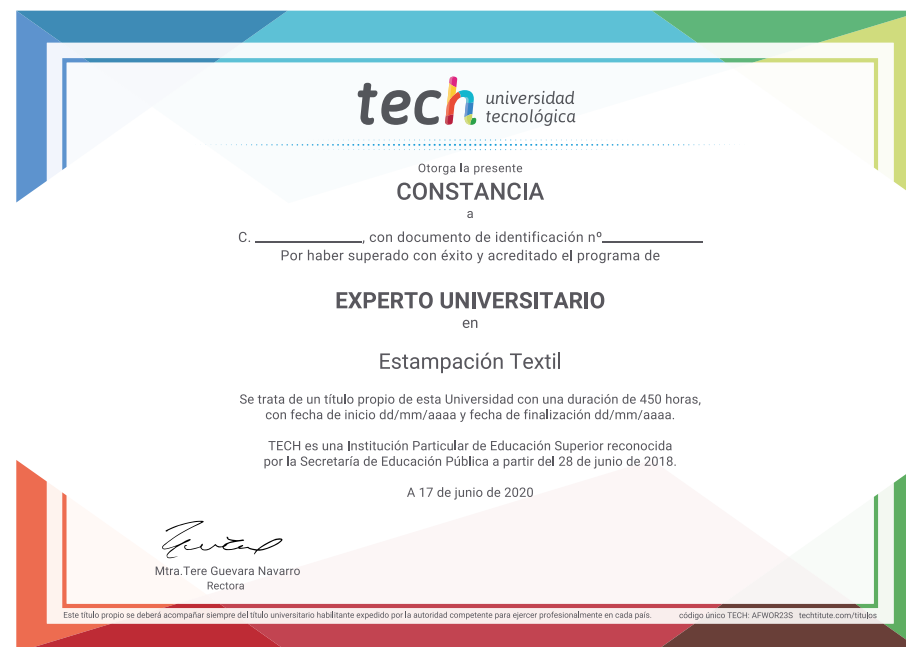 tech universidad
tecnológica
Otorga la presente
CONSTANCIA
a
C. ____________, con documento de identificación nº____________
Por haber superado con éxito y acreditado el programa de
EXPERTO UNIVERSITARIO
en
Estampación Textil
Se trata de un título propio de esta Universidad con una duración de 450 horas,
con fecha de inicio dd/mm/aaaa y fecha de finalización dd/mm/aaaa.
TECH es una Institución Particular de Educación Superior reconocida
por la Secretaría de Educación Pública a partir del 28 de junio de 2018.
A 17 de junio de 2020
Mtra.Tere Guevara Navarro
Rectora
Este título propio se deberá acompañar siempre del título universitario habilitante expedido por la autoridad competente para ejercer profesionalmente en cada país. código único TECH: AFWOR23S techtitute.com/titulos